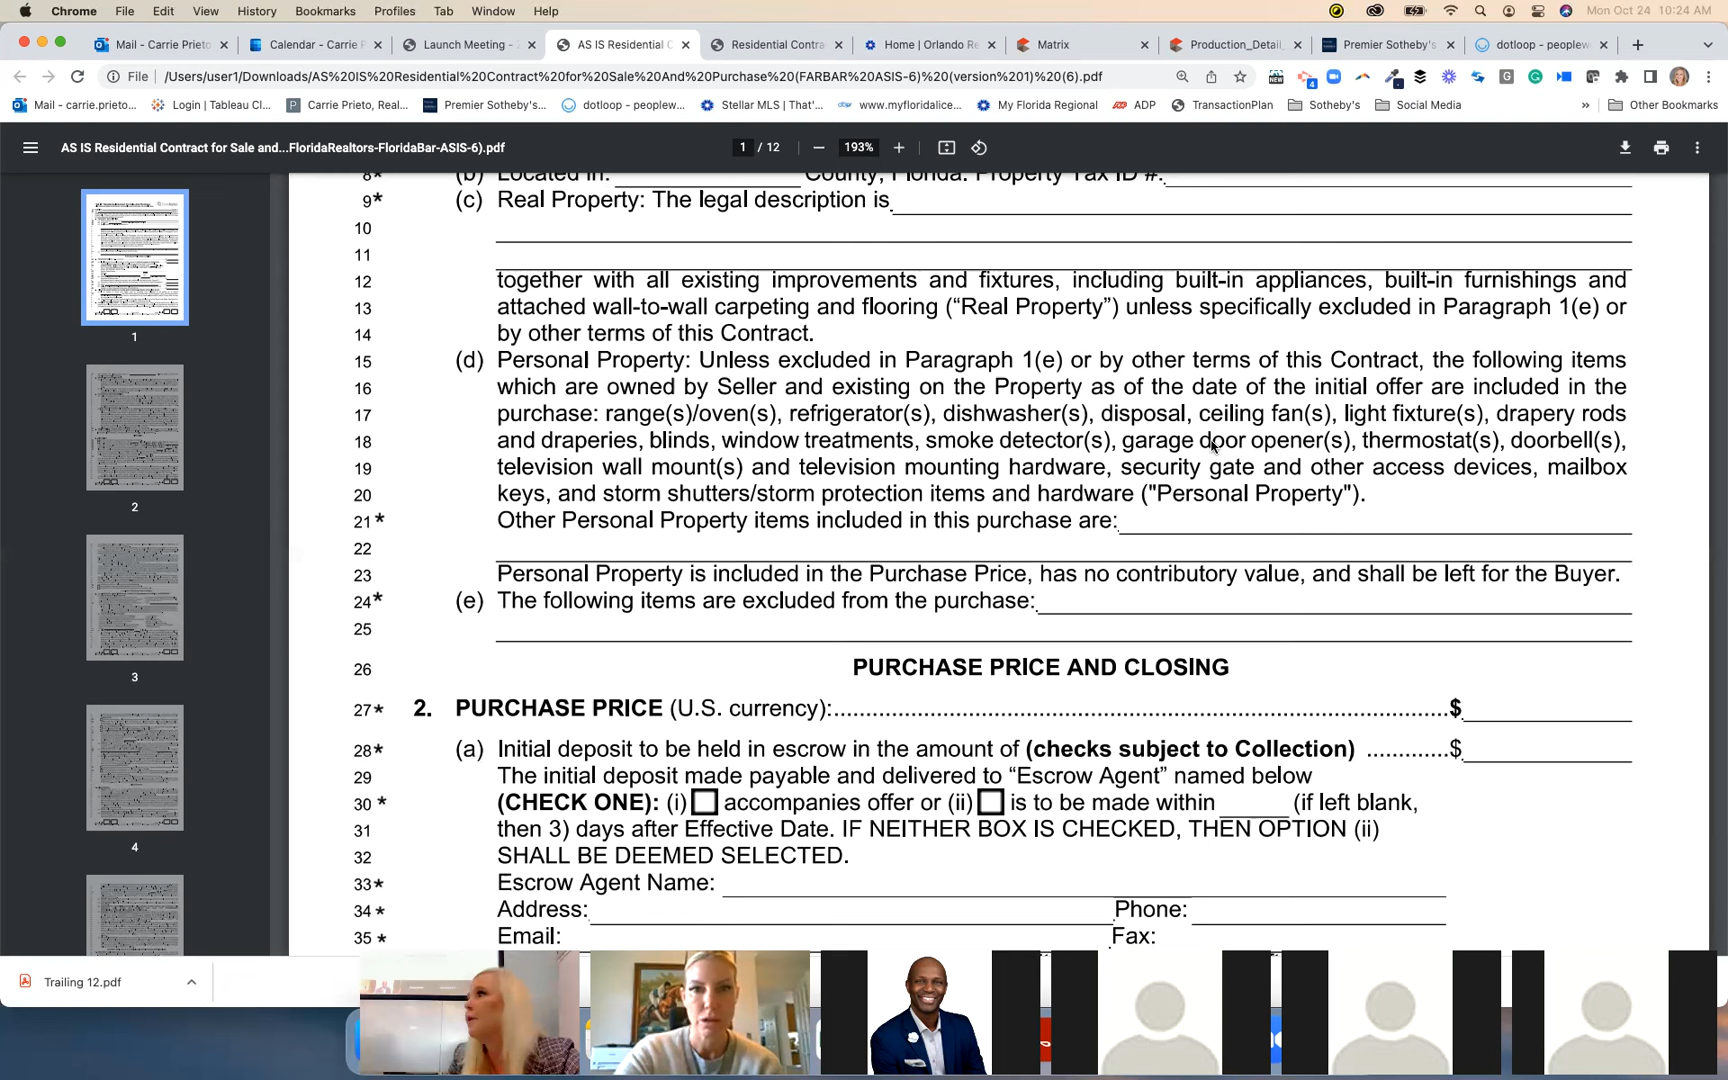 Chrome File Edit View History Bookmarks Profiles Tab Window Help Mon Oct 24 10:24 AM
Mail - Carrie Prieto Calendar - Carrie P Launch Meeting - Z AS IS Residential C Residential Contra Home | Orlando Re Matrix Production_Detail_ Premier Sotheby's dotloop - peoplew
File /Users/user1/Downloads/AS%20IS%20Residential%20Contract%20for%20Sale%20And%20Purchase%20(FARBAR%20ASIS-6)%20(version%201)%20(6).pdf
Mail - carrie.prieto... Login | Tableau Cl... Carrie Prieto, Real... Premier Sotheby's... dotloop - peoplew... Stellar MLS | That'... www.myfloridalice... My Florida Regional ADP TransactionPlan Sotheby's Social Media » Other Bookmarks
AS IS Residential Contract for Sale and...FloridaRealtors-FloridaBar-ASIS-6).pdf 1 / 12 193%
8* (b) Located in: County, Florida. Property Tax ID #:
9* (c) Real Property: The legal description is
10
11
12 together with all existing improvements and fixtures, including built-in appliances, built-in furnishings and
13 attached wall-to-wall carpeting and flooring (“Real Property”) unless specifically excluded in Paragraph 1(e) or
14 by other terms of this Contract.
15 (d) Personal Property: Unless excluded in Paragraph 1(e) or by other terms of this Contract, the following items
16 which are owned by Seller and existing on the Property as of the date of the initial offer are included in the
17 purchase: range(s)/oven(s), refrigerator(s), dishwasher(s), disposal, ceiling fan(s), light fixture(s), drapery rods
18 and draperies, blinds, window treatments, smoke detector(s), garage door opener(s), thermostat(s), doorbell(s),
19 television wall mount(s) and television mounting hardware, security gate and other access devices, mailbox
20 keys, and storm shutters/storm protection items and hardware ("Personal Property").
21* Other Personal Property items included in this purchase are:
22
23 Personal Property is included in the Purchase Price, has no contributory value, and shall be left for the Buyer.
24* (e) The following items are excluded from the purchase:
25
26 PURCHASE PRICE AND CLOSING
27* 2. PURCHASE PRICE (U.S. currency):.......................................................................................$
28* (a) Initial deposit to be held in escrow in the amount of (checks subject to Collection) ............$
29 The initial deposit made payable and delivered to “Escrow Agent” named below
30* (CHECK ONE): (i) accompanies offer or (ii) is to be made within (if left blank,
31 then 3) days after Effective Date. IF NEITHER BOX IS CHECKED, THEN OPTION (ii)
32 SHALL BE DEEMED SELECTED.
33* Escrow Agent Name:
34* Address: Phone:
35* Email: Fax:
1
2
3
4
Trailing 12.pdf